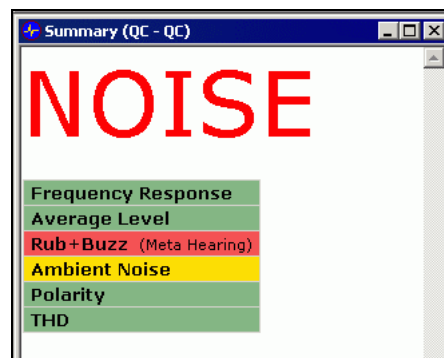 Summary (QC - QC)
NOISE
Frequency Response
Average Level
Rub+Buzz (Meta Hearing)
Ambient Noise
Polarity
THD